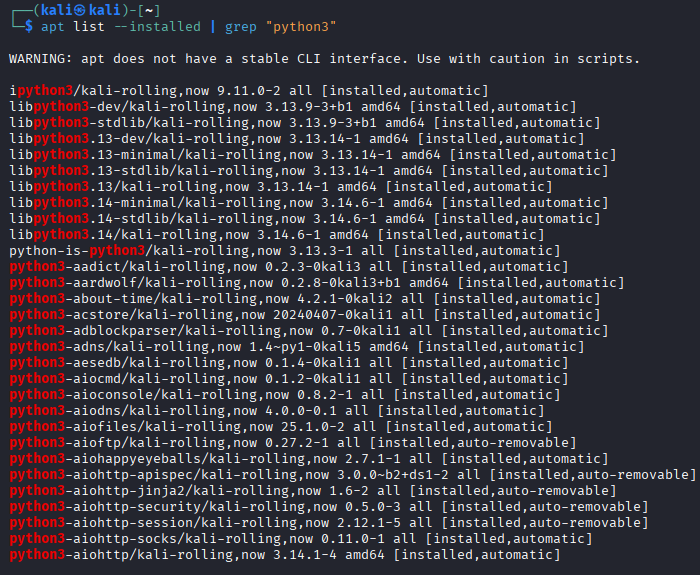 ┌──(kali㉿kali)-[~]
└─$ apt list --installed | grep "python3"
WARNING: apt does not have a stable CLI interface. Use with caution in scripts.
ipython3/kali-rolling,now 9.11.0-2 all [installed,automatic]
libpython3-dev/kali-rolling,now 3.13.9-3+b1 amd64 [installed,automatic]
libpython3-stdlib/kali-rolling,now 3.13.9-3+b1 amd64 [installed,automatic]
libpython3.13-dev/kali-rolling,now 3.13.14-1 amd64 [installed,automatic]
libpython3.13-minimal/kali-rolling,now 3.13.14-1 amd64 [installed,automatic]
libpython3.13-stdlib/kali-rolling,now 3.13.14-1 amd64 [installed,automatic]
libpython3.13/kali-rolling,now 3.13.14-1 amd64 [installed,automatic]
libpython3.14-minimal/kali-rolling,now 3.14.6-1 amd64 [installed,automatic]
libpython3.14-stdlib/kali-rolling,now 3.14.6-1 amd64 [installed,automatic]
libpython3.14/kali-rolling,now 3.14.6-1 amd64 [installed,automatic]
python-is-python3/kali-rolling,now 3.13.3-1 all [installed,automatic]
python3-aadict/kali-rolling,now 0.2.3-0kali3 all [installed,automatic]
python3-aardwolf/kali-rolling,now 0.2.8-0kali3+b1 amd64 [installed,automatic]
python3-about-time/kali-rolling,now 4.2.1-0kali2 all [installed,automatic]
python3-acstore/kali-rolling,now 20240407-0kali1 all [installed,automatic]
python3-adblockparser/kali-rolling,now 0.7-0kali1 all [installed,automatic]
python3-adns/kali-rolling,now 1.4~py1-0kali5 amd64 [installed,automatic]
python3-aesedb/kali-rolling,now 0.1.4-0kali1 all [installed,automatic]
python3-aiocmd/kali-rolling,now 0.1.2-0kali1 all [installed,automatic]
python3-aioconsole/kali-rolling,now 0.8.2-1 all [installed,automatic]
python3-aiodns/kali-rolling,now 4.0.0-0.1 all [installed,automatic]
python3-aiofiles/kali-rolling,now 25.1.0-2 all [installed,automatic]
python3-aioftp/kali-rolling,now 0.27.2-1 all [installed,auto-removable]
python3-aiohappyeyeballs/kali-rolling,now 2.7.1-1 all [installed,automatic]
python3-aiohttp-apispec/kali-rolling,now 3.0.0~b2+ds1-2 all [installed,auto-removable]
python3-aiohttp-jinja2/kali-rolling,now 1.6-2 all [installed,auto-removable]
python3-aiohttp-security/kali-rolling,now 0.5.0-3 all [installed,auto-removable]
python3-aiohttp-session/kali-rolling,now 2.12.1-5 all [installed,auto-removable]
python3-aiohttp-socks/kali-rolling,now 0.11.0-1 all [installed,automatic]
python3-aiohttp/kali-rolling,now 3.14.1-4 amd64 [installed,automatic]